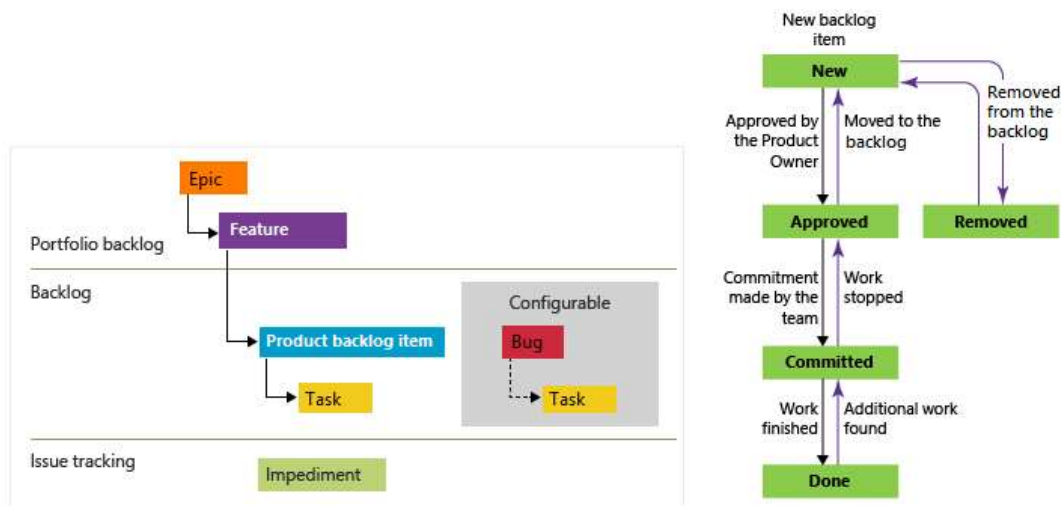 Epic
Feature
Portfolio backlog
Backlog
Configurable
Product backlog item
Bug
Task
Task
Issue tracking
Impediment
New backlog
item
New
Removed
from the
backlog
Approved by
the Product
Owner
Moved to the
backlog
Approved
Removed
Commitment
made by the
team
Work
stopped
Committed
Work
finished
Additional work
found
Done